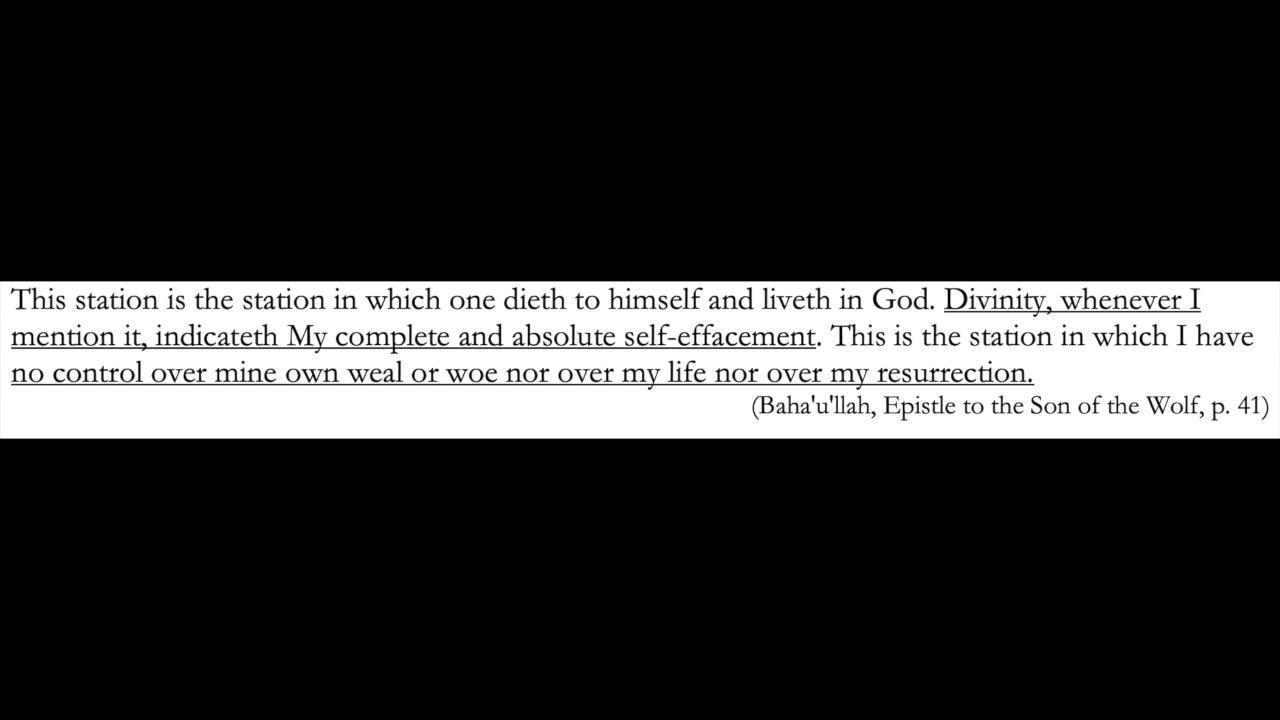 This station is the station in which one dieth to himself and liveth in God. Divinity, whenever I
mention it, indicateth My complete and absolute self-effacement. This is the station in which I have
no control over mine own weal or woe nor over my life nor over my resurrection.
(Baha'u'llah, Epistle to the Son of the Wolf, p. 41)